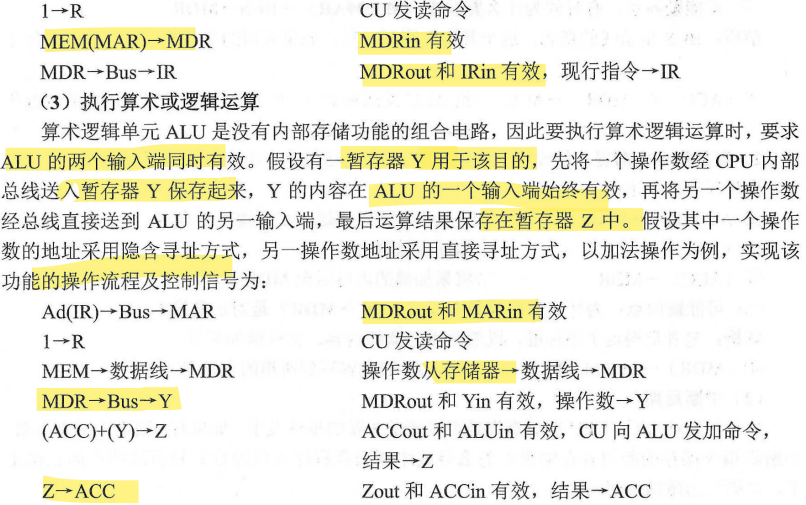 1→R CU 发读命令
MEM(MAR)→MDR MDRin 有效
MDR→Bus→IR MDRout 和 IRin 有效，现行指令→IR
（3）执行算术或逻辑运算
算术逻辑单元 ALU 是没有内部存储功能的组合电路，因此要执行算术逻辑运算时，要求
ALU 的两个输入端同时有效。假设有一暂存器 Y 用于该目的，先将一个操作数经 CPU 内部
总线送入暂存器 Y 保存起来，Y 的内容在 ALU 的一个输入端始终有效，再将另一个操作数
经总线直接送到 ALU 的另一输入端，最后运算结果保存在暂存器 Z 中。假设其中一个操作
数的地址采用隐含寻址方式，另一操作数地址采用直接寻址方式，以加法操作为例，实现该
功能的操作流程及控制信号为：
Ad(IR)→Bus→MAR MDRout 和 MARin 有效
1→R CU 发读命令
MEM→数据线→MDR 操作数从存储器→数据线→MDR
MDR→Bus→Y MDRout 和 Yin 有效，操作数→Y
(ACC)+(Y)→Z ACCout 和 ALUin 有效，CU 向 ALU 发加命令，
结果→Z
Z→ACC Zout 和 ACCin 有效，结果→ACC